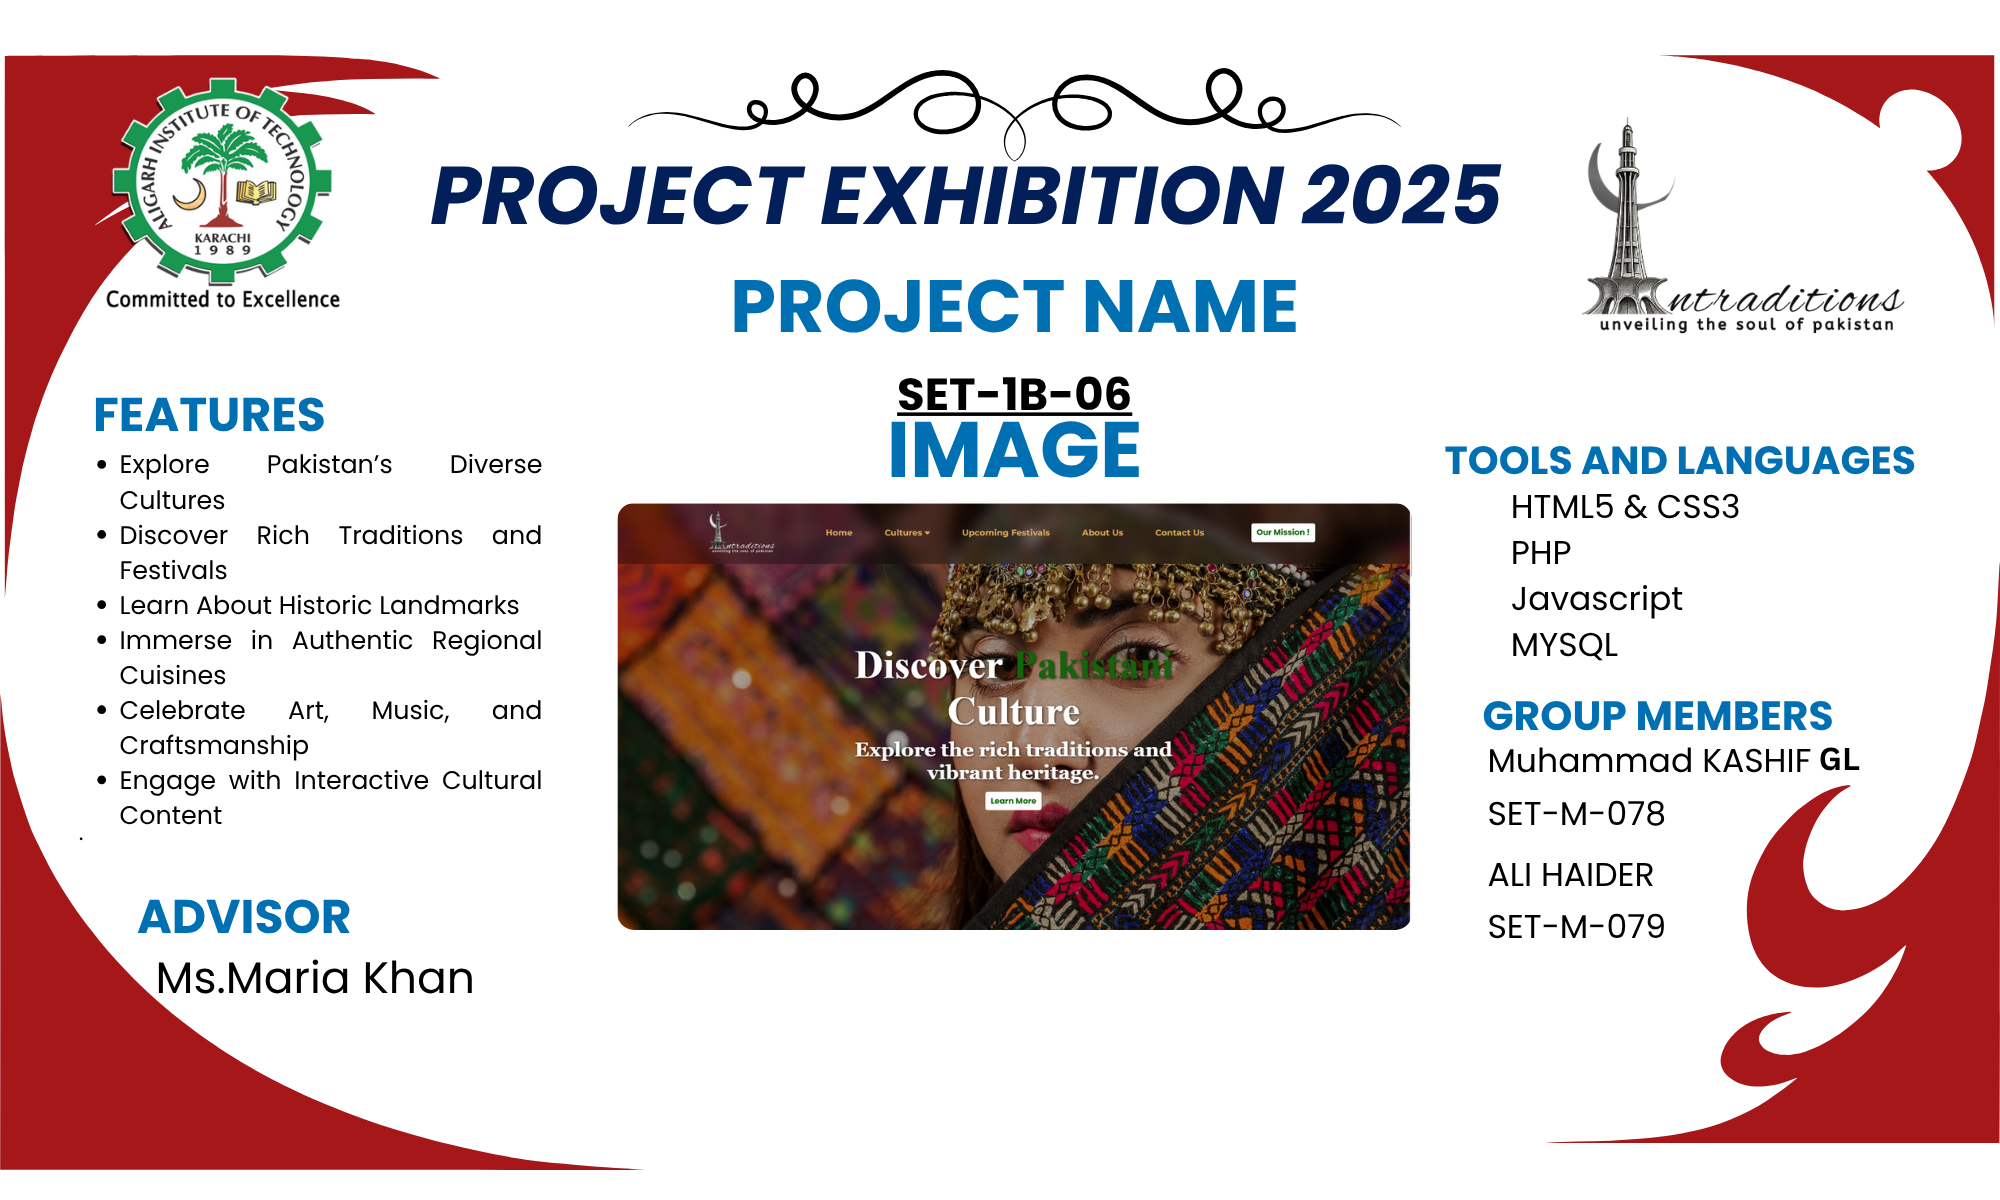 ALIGARH INSTITUTE OF TECHNOLOGY
KARACHI
1989
Committed to Excellence
PROJECT EXHIBITION 2025
ntraditions
unveiling the soul of pakistan
PROJECT NAME
SET-1B-06
IMAGE
FEATURES
• Explore Pakistan’s Diverse
Cultures
• Discover Rich Traditions and
Festivals
• Learn About Historic Landmarks
• Immerse in Authentic Regional
Cuisines
• Celebrate Art, Music, and
Craftsmanship
• Engage with Interactive Cultural
Content
.
ADVISOR
Ms.Maria Khan
ntraditions
unveiling the soul of pakistan
Home Cultures Upcoming Festivals About Us Contact Us Our Mission !
Discover Pakistani
Culture
Explore the rich traditions and
vibrant heritage.
Learn More
TOOLS AND LANGUAGES
HTML5 & CSS3
PHP
Javascript
MYSQL
GROUP MEMBERS
Muhammad KASHIF GL
SET-M-078
ALI HAIDER
SET-M-079